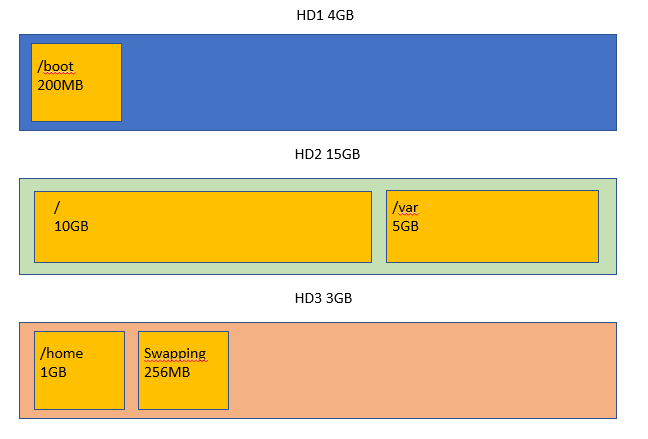 HD1 4GB
/boot
200MB
HD2 15GB
/
10GB
/var
5GB
HD3 3GB
/home
1GB
Swapping
256MB